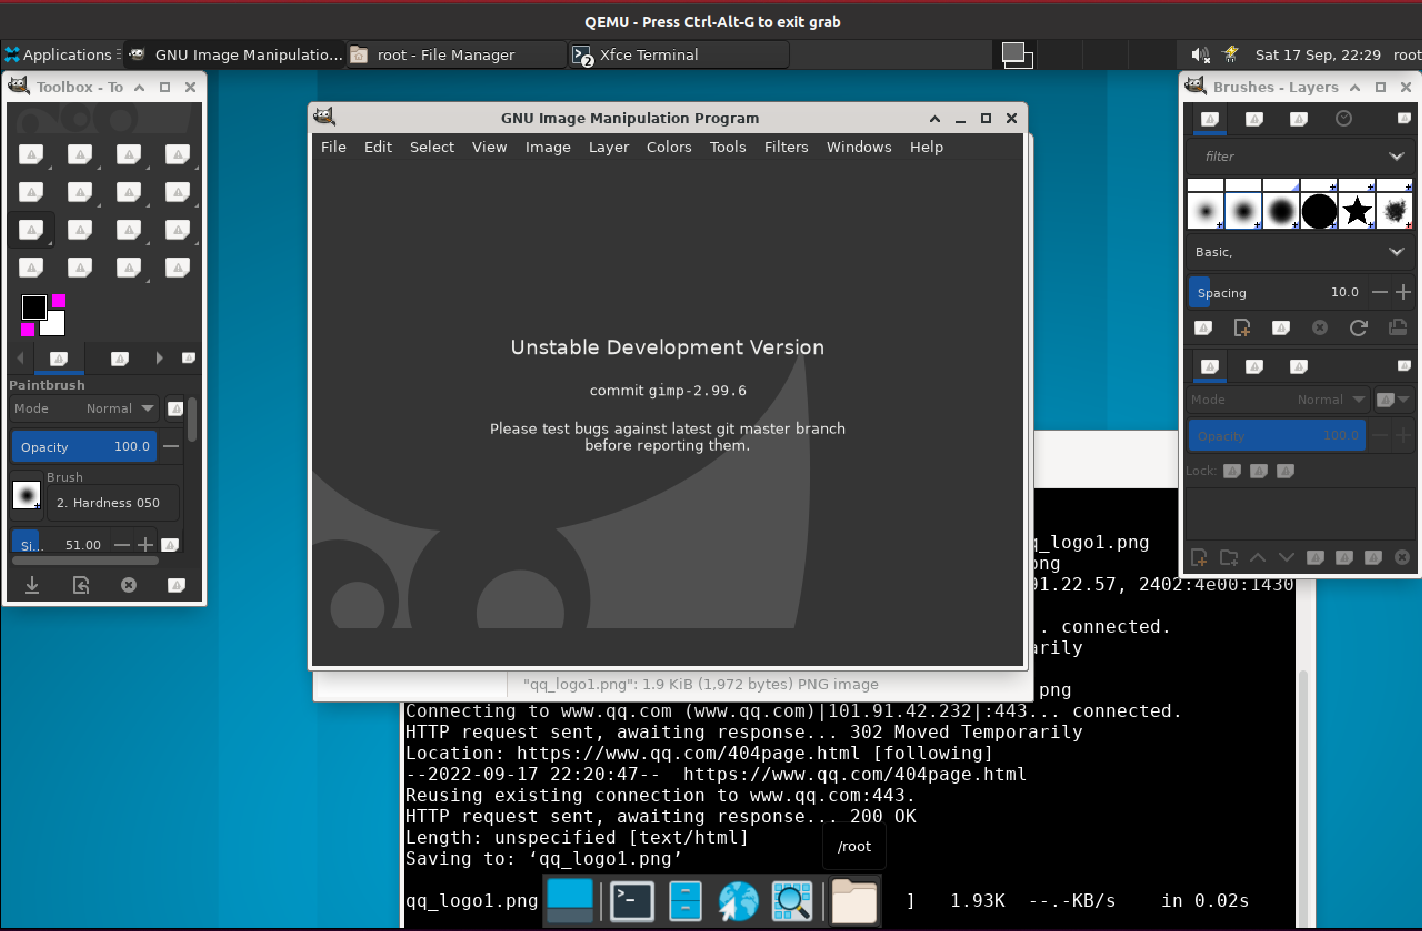 QEMU - Press Ctrl-Alt-G to exit grab
Applications
GNU Image Manipulatio...
root - File Manager
2
Xfce Terminal
Sat 17 Sep, 22:29
root
Toolbox - To
Paintbrush
Mode
Normal
Opacity
100.0
Brush
2. Hardness 050
Si...
51.00
GNU Image Manipulation Program
File
Edit
Select
View
Image
Layer
Colors
Tools
Filters
Windows
Help
Unstable Development Version
commit gimp-2.99.6
Please test bugs against latest git master branch
before reporting them.
Brushes - Layers
filter
Basic,
Spacing
10.0
Mode
Normal
Opacity
100.0
Lock:
"qq_logo1.png": 1.9 KiB (1,972 bytes) PNG image
q_logo1.png
png
01.22.57, 2402:4e00:1430
.. connected.
arily
png
Connecting to www.qq.com (www.qq.com)|101.91.42.232|:443... connected.
HTTP request sent, awaiting response... 302 Moved Temporarily
Location: https://www.qq.com/404page.html [following]
--2022-09-17 22:20:47--  https://www.qq.com/404page.html
Reusing existing connection to www.qq.com:443.
HTTP request sent, awaiting response... 200 OK
Length: unspecified [text/html]
Saving to: ‘qq_logo1.png’
/root
qq_logo1.png ] 1.93K --.-KB/s in 0.02s